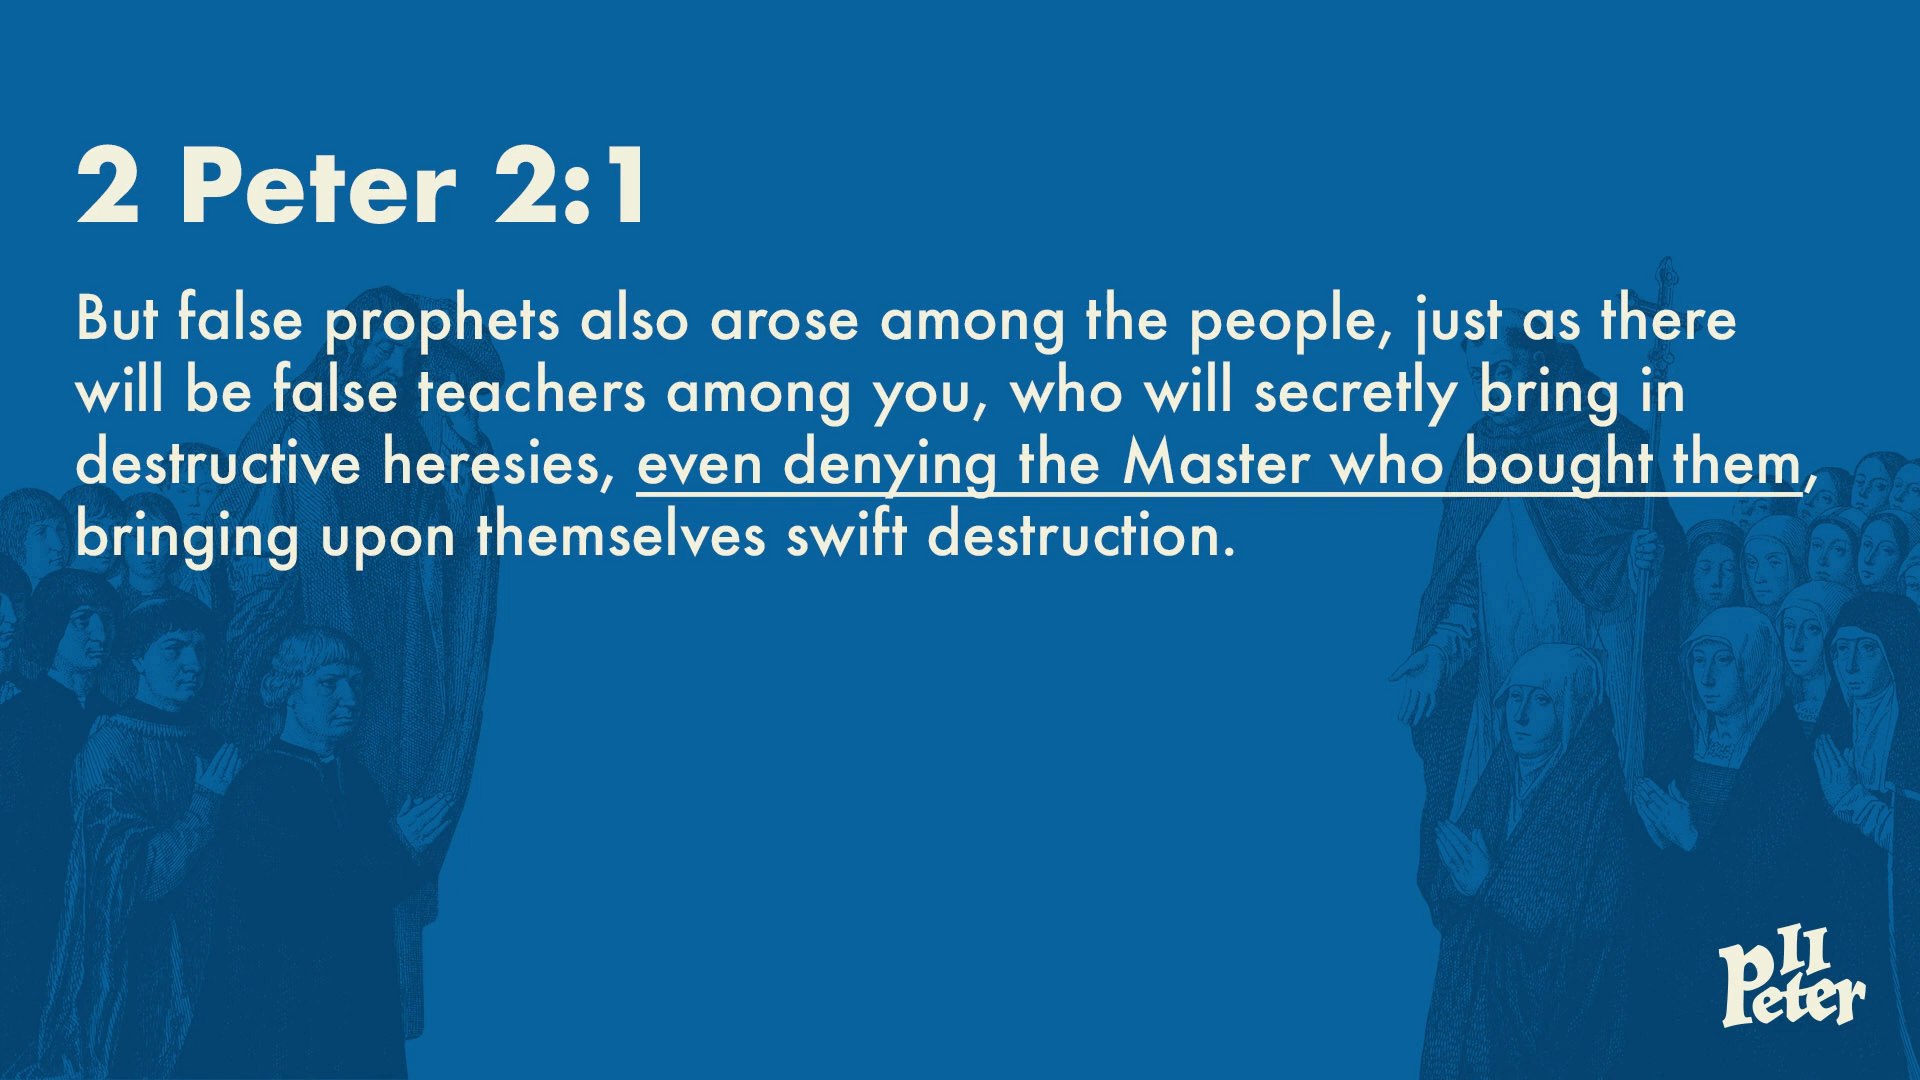 2 Peter 2:1
But false prophets also arose among the people, just as there
will be false teachers among you, who will secretly bring in
destructive heresies, even denying the Master who bought them,
bringing upon themselves swift destruction.
II
Peter